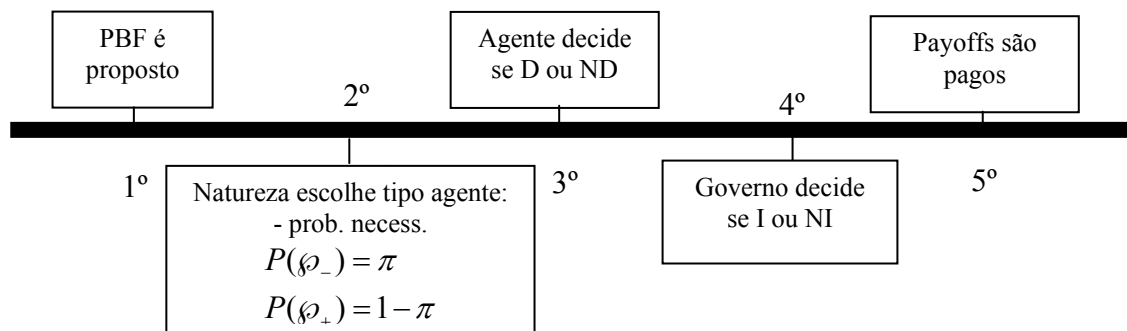 PBF é
proposto
Agente decide
se D ou ND
Payoffs são
pagos
2º
4º
1º
Natureza escolhe tipo agente:
- prob. necess.
P(℘₋) = π
P(℘₊) = 1 − π
3º
Governo decide
se I ou NI
5º